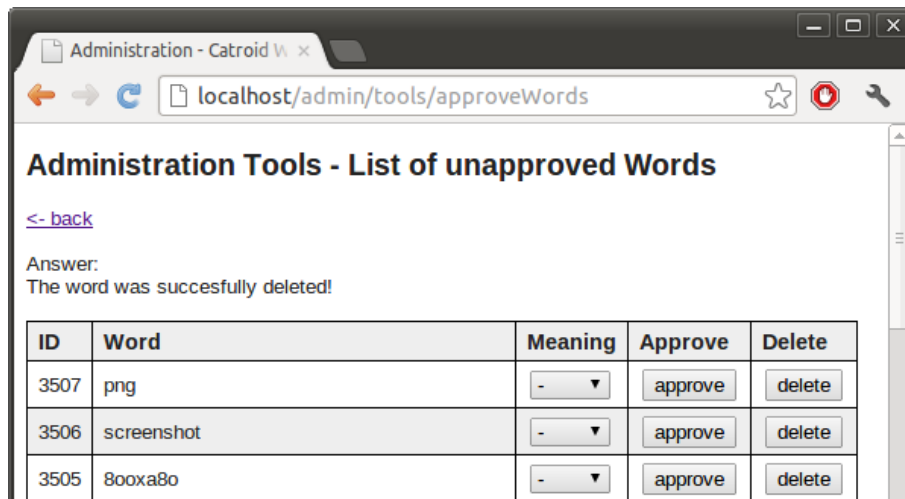 Administration - Catroid W
localhost/admin/tools/approveWords
Administration Tools - List of unapproved Words
<- back
Answer:
The word was succesfully deleted!
ID Word Meaning Approve Delete
3507 png - approve delete
3506 screenshot - approve delete
3505 8ooxa8o - approve delete